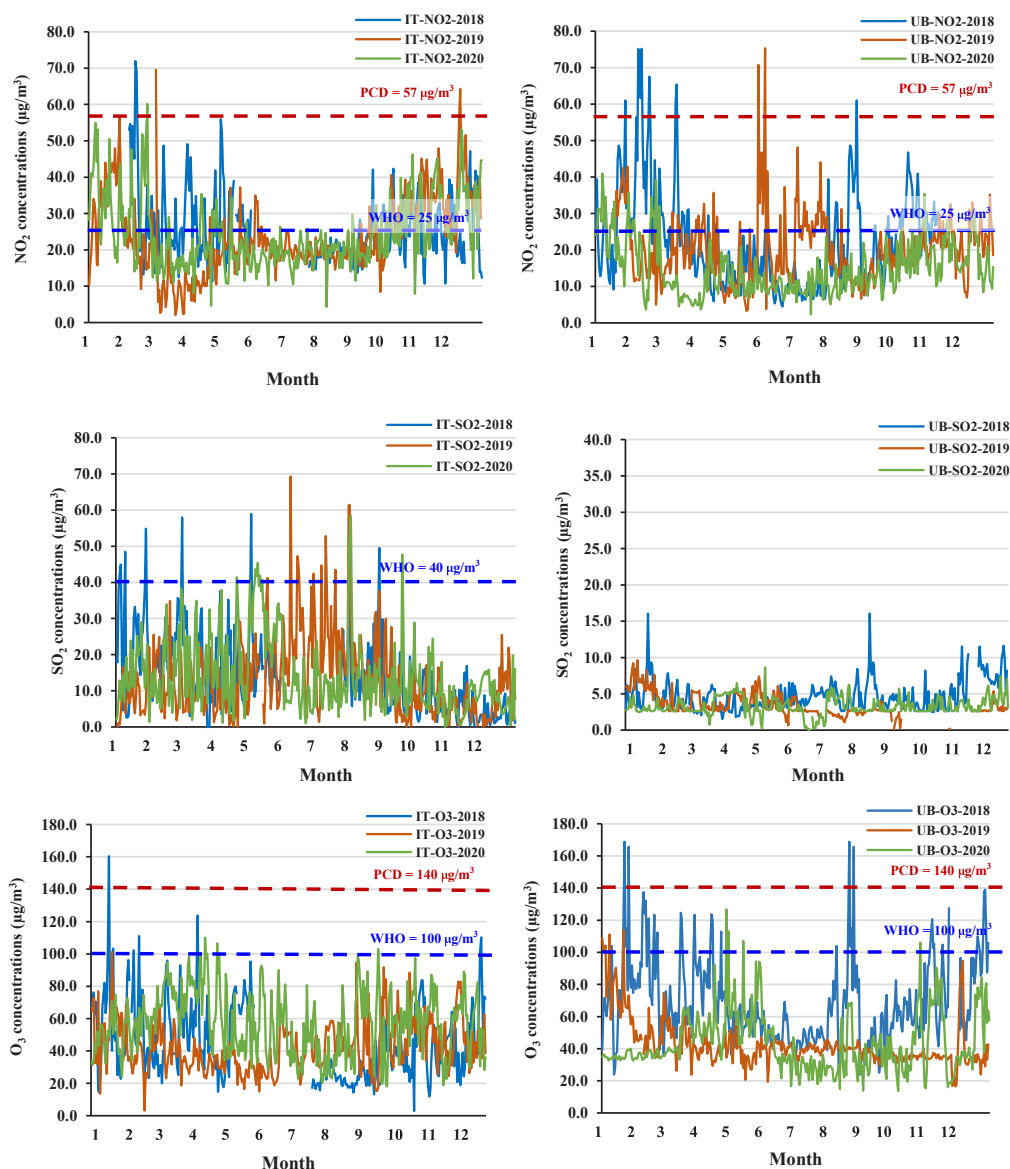 IT-NO2-2018
IT-NO2-2019
IT-NO2-2020
PCD = 57 µg/m³
WHO = 25 µg/m³
NO₂ concentrations (µg/m³)
80.0
70.0
60.0
50.0
40.0
30.0
20.0
10.0
0.0
1 2 3 4 5 6 7 8 9 10 11 12
Month
UB-NO2-2018
UB-NO2-2019
UB-NO2-2020
PCD = 57 µg/m³
WHO = 25 µg/m³
NO₂ concentrations (µg/m³)
80.0
70.0
60.0
50.0
40.0
30.0
20.0
10.0
0.0
1 2 3 4 5 6 7 8 9 10 11 12
Month
IT-SO2-2018
IT-SO2-2019
IT-SO2-2020
WHO = 40 µg/m³
SO₂ concentrations (µg/m³)
80.0
70.0
60.0
50.0
40.0
30.0
20.0
10.0
0.0
1 2 3 4 5 6 7 8 9 10 11 12
Month
UB-SO2-2018
UB-SO2-2019
UB-SO2-2020
SO₂ concentrations (µg/m³)
40.0
35.0
30.0
25.0
20.0
15.0
10.0
5.0
0.0
1 2 3 4 5 6 7 8 9 10 11 12
Month
IT-O3-2018
IT-O3-2019
IT-O3-2020
PCD = 140 µg/m³
WHO = 100 µg/m³
O₃ concentrations (µg/m³)
180.0
160.0
140.0
120.0
100.0
80.0
60.0
40.0
20.0
0.0
1 2 3 4 5 6 7 8 9 10 11 12
Month
UB-O3-2018
UB-O3-2019
UB-O3-2020
PCD = 140 µg/m³
WHO = 100 µg/m³
O₃ concentrations (µg/m³)
180.0
160.0
140.0
120.0
100.0
80.0
60.0
40.0
20.0
0.0
1 2 3 4 5 6 7 8 9 10 11 12
Month